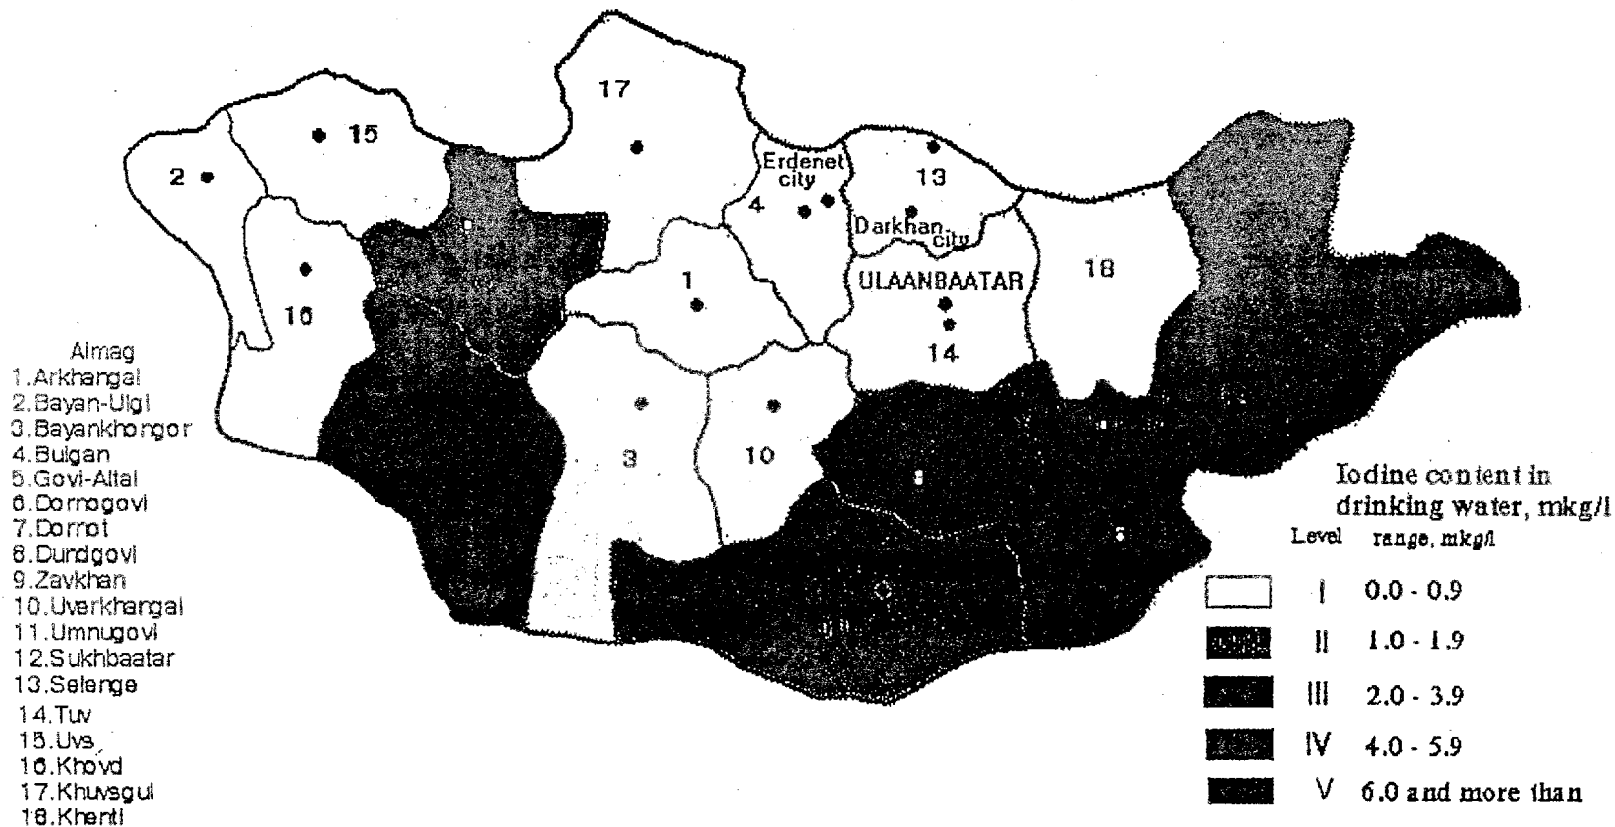 17
15
2
Erdenet
city
13
4
Darkhan
city
18
1
ULAANBAATAR
16
14
3
10
Aimag
1.Arkhangai
2.Bayan-Ulgi
3.Bayankhongor
4.Bulgan
5.Govi-Altai
6.Dornogovi
7.Dornot
8.Dundgovi
9.Zavkhan
10.Uverkhangai
11.Umnugovi
12.Sukhbaatar
13.Selenge
14.Tuv
15.Uvs
16.Khovd
17.Khuvsgul
18.Khenti
Iodine content in
drinking water, mkg/l
Level range, mkg/l
I 0.0 - 0.9
II 1.0 - 1.9
III 2.0 - 3.9
IV 4.0 - 5.9
V 6.0 and more than